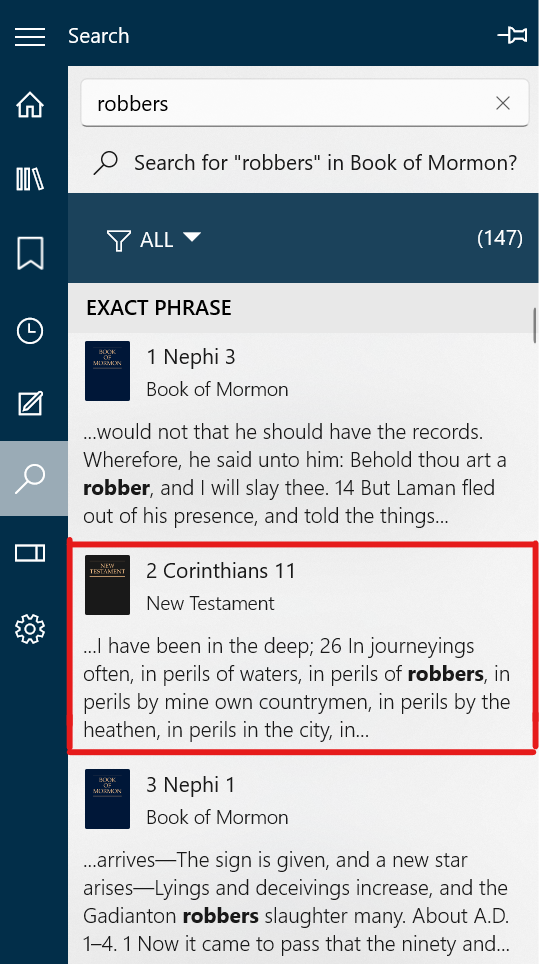 Search
robbers
Search for "robbers" in Book of Mormon?
ALL
(147)
EXACT PHRASE
BOOK
OF
MORMON
1 Nephi 3
Book of Mormon
...would not that he should have the records.
Wherefore, he said unto him: Behold thou art a
robber, and I will slay thee. 14 But Laman fled
out of his presence, and told the things...
NEW
TESTAMENT
2 Corinthians 11
New Testament
...I have been in the deep; 26 In journeyings
often, in perils of waters, in perils of robbers, in
perils by mine own countrymen, in perils by the
heathen, in perils in the city, in...
BOOK
OF
MORMON
3 Nephi 1
Book of Mormon
...arrives—The sign is given, and a new star
arises—Lyings and deceivings increase, and the
Gadianton robbers slaughter many. About A.D.
1–4. 1 Now it came to pass that the ninety and...